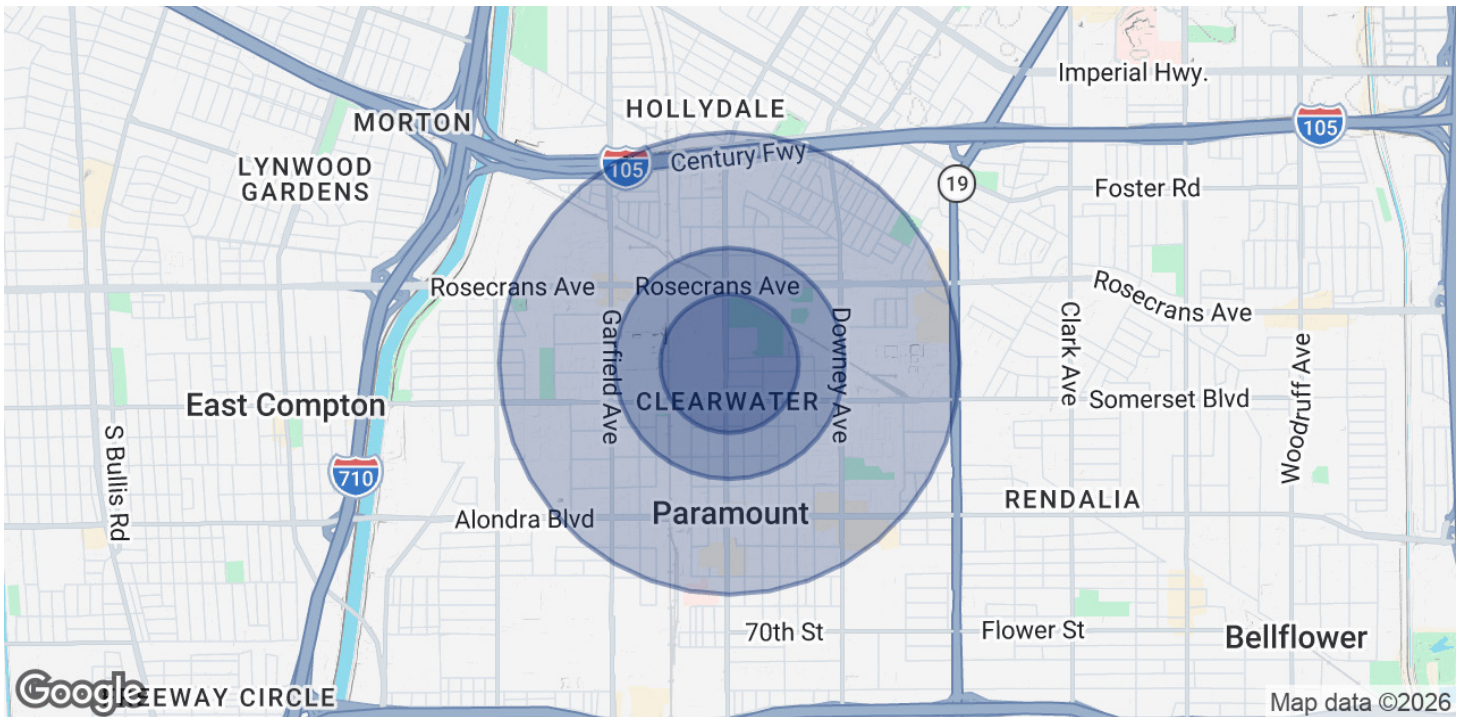 Imperial Hwy.
HOLLYDALE
MORTON
105
Century Fwy
105
LYNWOOD
GARDENS
19
Foster Rd
Rosecrans Ave
Rosecrans Ave
Rosecrans Ave
Garfield Ave
Downey Ave
Clark Ave
Woodruff Ave
East Compton
CLEARWATER
Somerset Blvd
S Bullis Rd
710
RENDALIA
Alondra Blvd
Paramount
70th St
Flower St
Bellflower
Google
FREEWAY CIRCLE
Map data ©2026